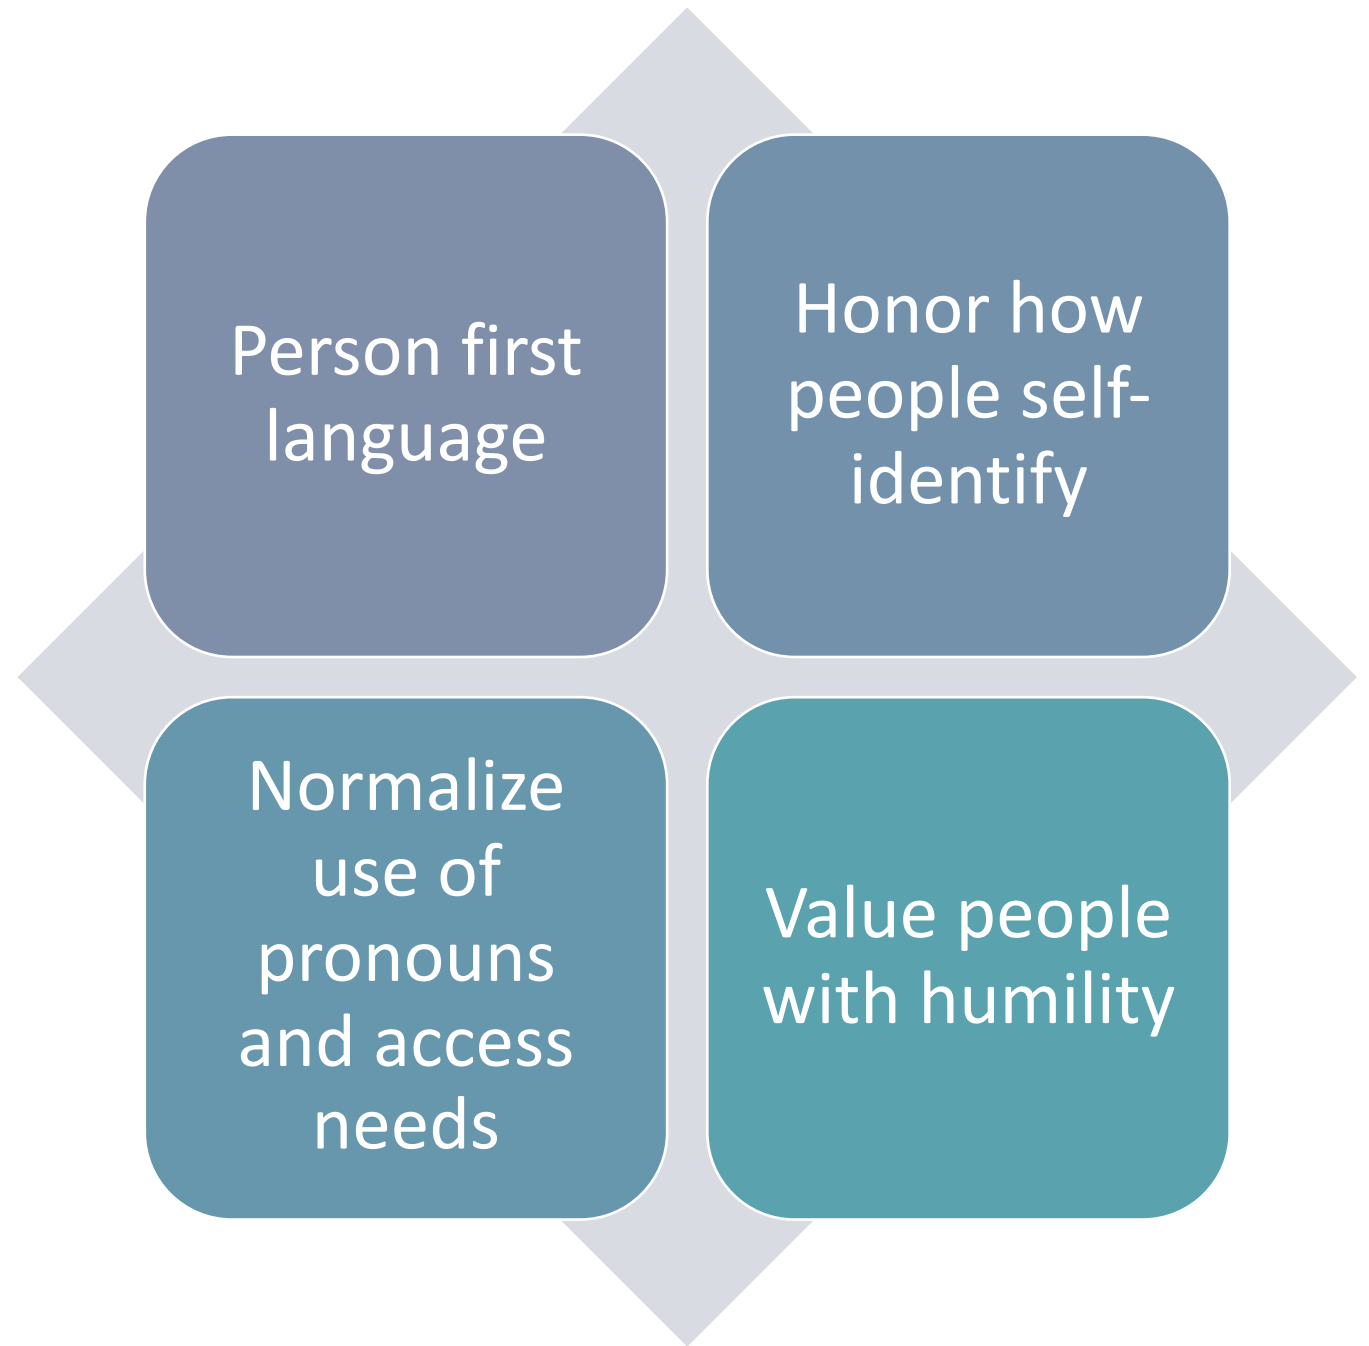 Person first
language
Honor how
people self-
identify
Normalize
use of
pronouns
and access
needs
Value people
with humility